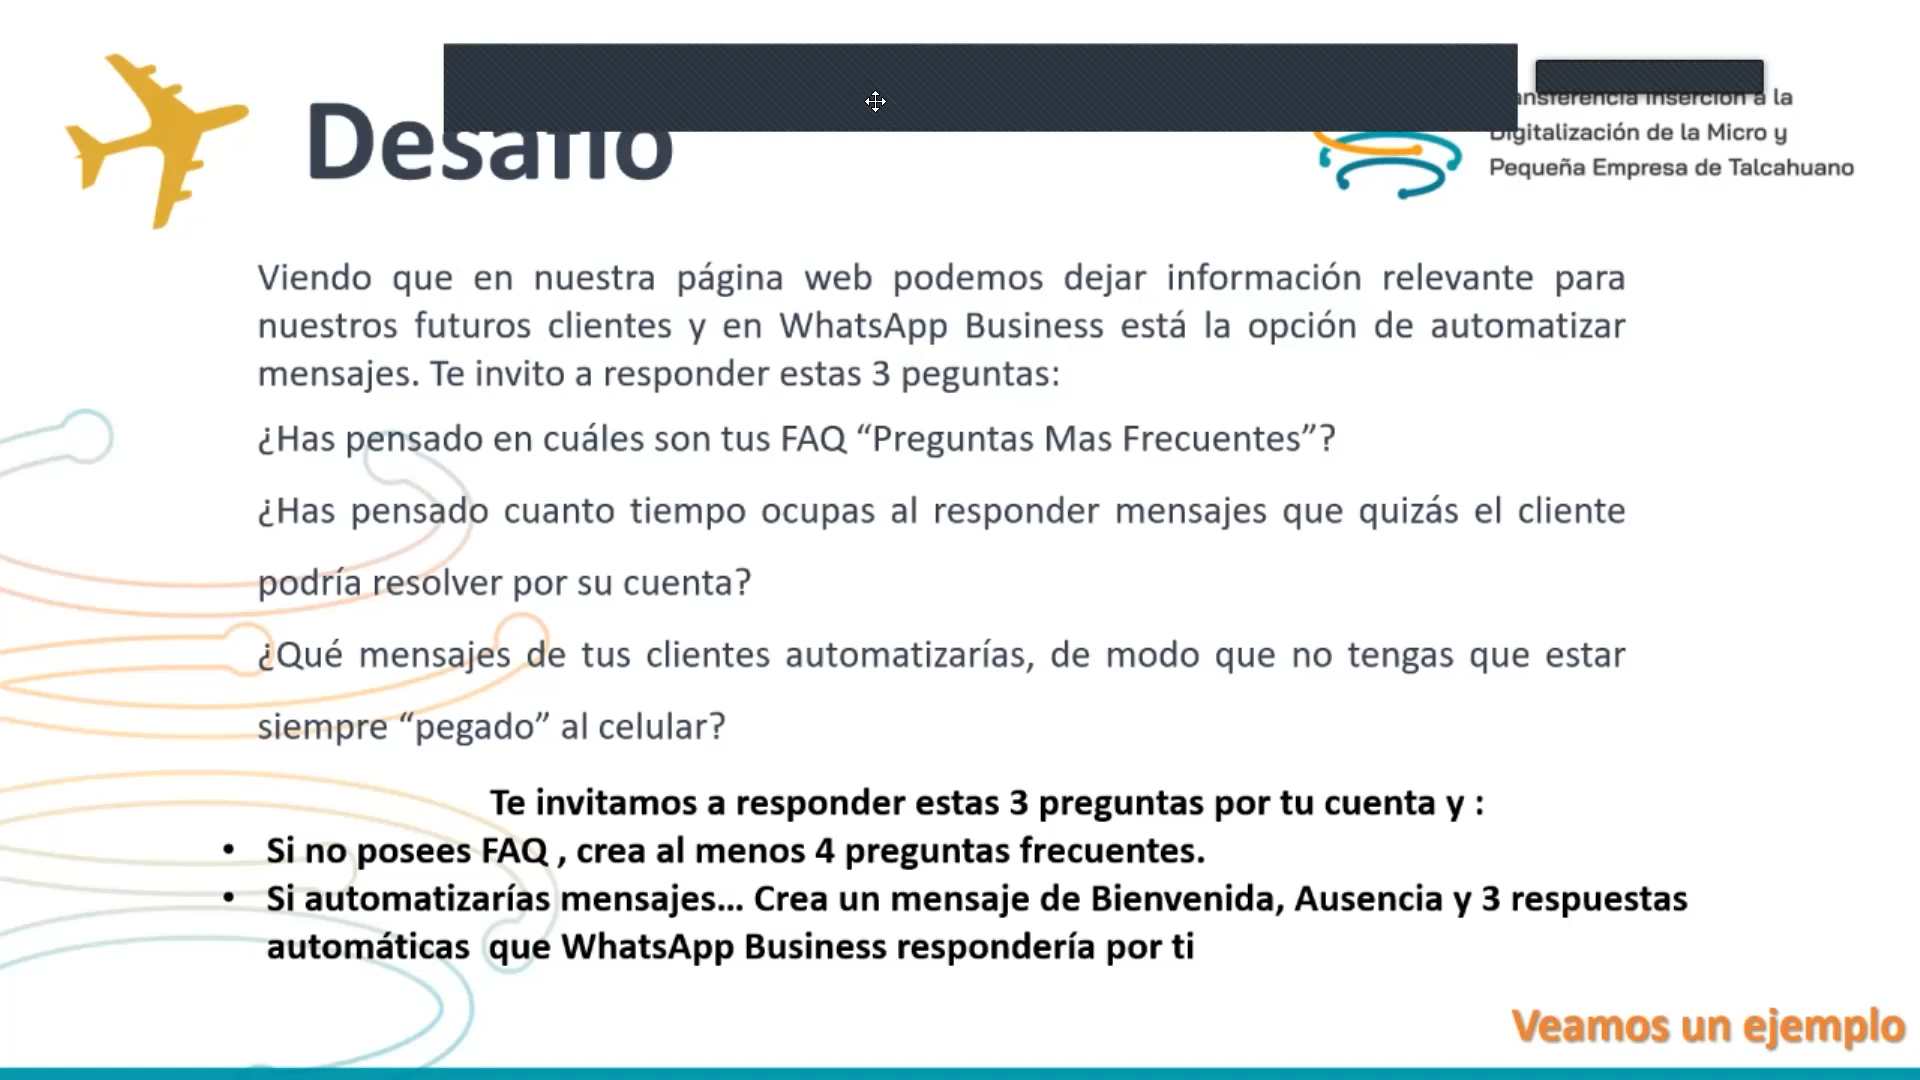 Desafío
Inserción a la
Digitalización de la Micro y
Pequeña Empresa de Talcahuano
Viendo que en nuestra página web podemos dejar información relevante para
nuestros futuros clientes y en WhatsApp Business está la opción de automatizar
mensajes. Te invito a responder estas 3 peguntas:
¿Has pensado en cuáles son tus FAQ “Preguntas Mas Frecuentes”?
¿Has pensado cuanto tiempo ocupas al responder mensajes que quizás el cliente
podría resolver por su cuenta?
¿Qué mensajes de tus clientes automatizarías, de modo que no tengas que estar
siempre “pegado” al celular?
Te invitamos a responder estas 3 preguntas por tu cuenta y :
• Si no posees FAQ , crea al menos 4 preguntas frecuentes.
• Si automatizarías mensajes... Crea un mensaje de Bienvenida, Ausencia y 3 respuestas
automáticas que WhatsApp Business respondería por ti
Veamos un ejemplo